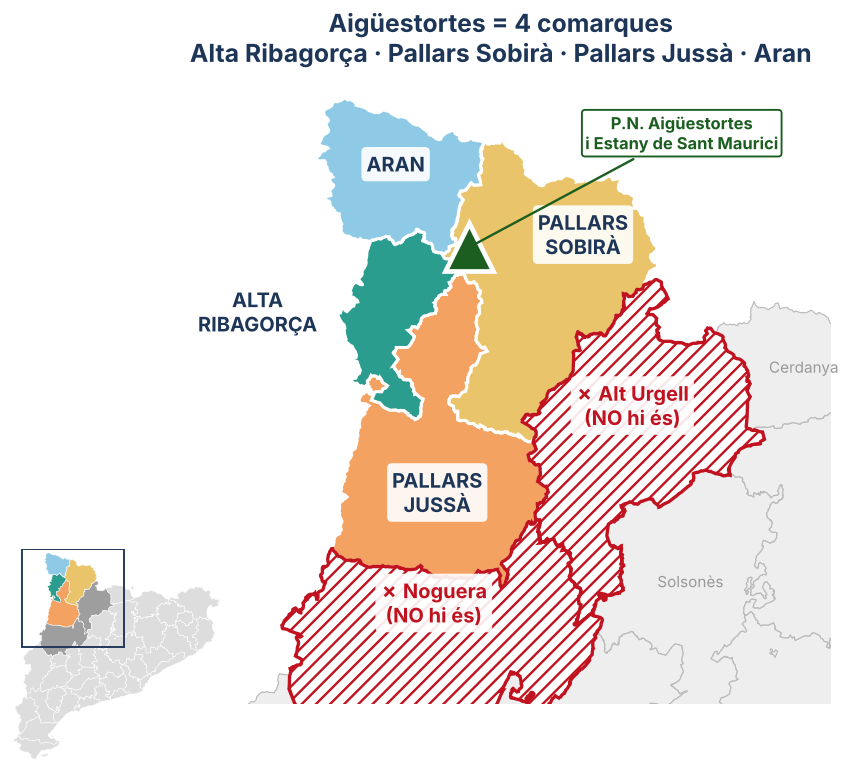 Aigüestortes = 4 comarques
Alta Ribagorça · Pallars Sobirà · Pallars Jussà · Aran
P.N. Aigüestortes
i Estany de Sant Maurici
ARAN
PALLARS
SOBIRÀ
ALTA
RIBAGORÇA
Cerdanya
× Alt Urgell
(NO hi és)
PALLARS
JUSSÀ
Solsonès
× Noguera
(NO hi és)